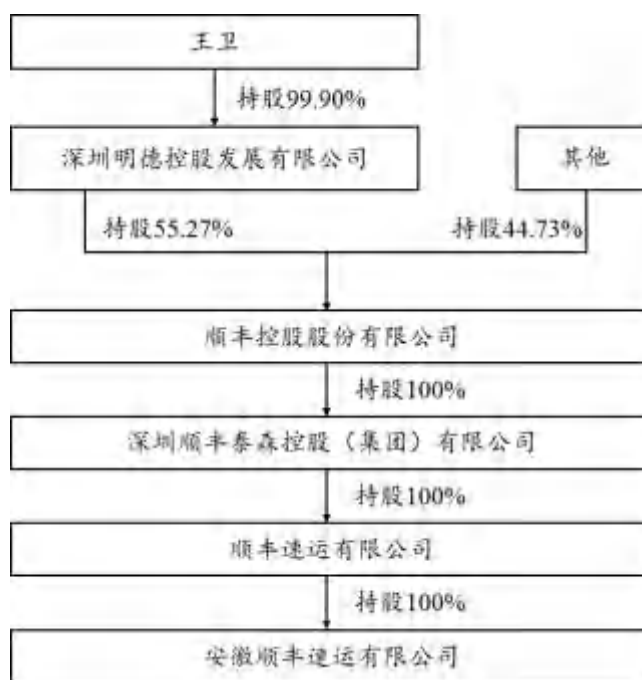 王卫
持股99.90%
深圳明德控股发展有限公司
其他
持股55.27%
持股44.73%
顺丰控股股份有限公司
持股100%
深圳顺丰泰森控股（集团）有限公司
持股100%
顺丰速运有限公司
持股100%
安徽顺丰速运有限公司